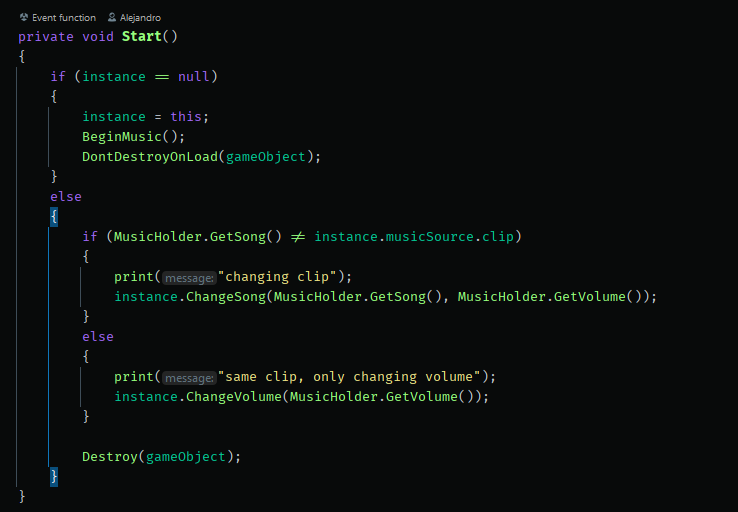 Event function Alejandro
private void Start()
{
if (instance == null)
{
instance = this;
BeginMusic();
DontDestroyOnLoad(gameObject);
}
else
{
if (MusicHolder.GetSong() ≠ instance.musicSource.clip)
{
print(message:"changing clip");
instance.ChangeSong(MusicHolder.GetSong(), MusicHolder.GetVolume());
}
else
{
print(message:"same clip, only changing volume");
instance.ChangeVolume(MusicHolder.GetVolume());
}
Destroy(gameObject);
}
}